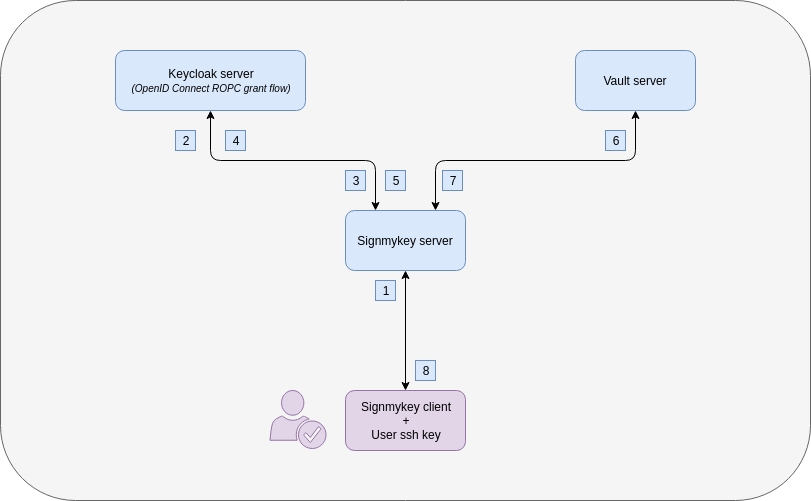 Keycloak server
(OpenID Connect ROPC grant flow)
Vault server
2
4
6
3
5
7
Signmykey server
1
8
Signmykey client
+
User ssh key